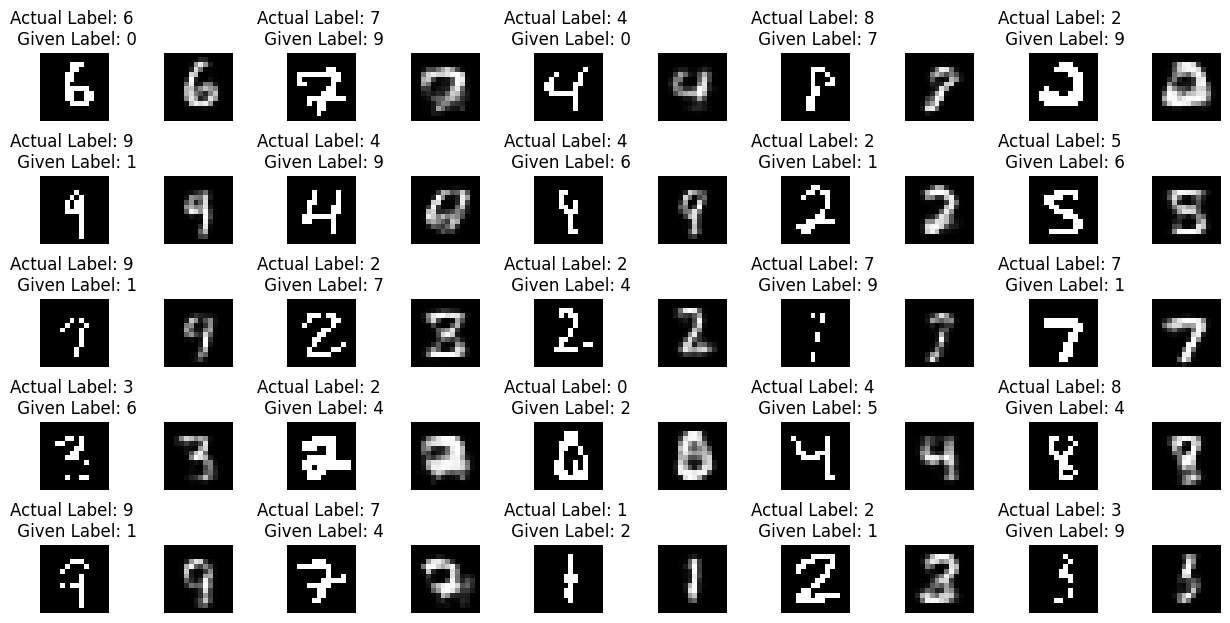 Actual Label: 6 Actual Label: 7 Actual Label: 4 Actual Label: 8 Actual Label: 2
Given Label: 0 Given Label: 9 Given Label: 0 Given Label: 7 Given Label: 9
Actual Label: 9 Actual Label: 4 Actual Label: 4 Actual Label: 2 Actual Label: 5
Given Label: 1 Given Label: 9 Given Label: 6 Given Label: 1 Given Label: 6
Actual Label: 9 Actual Label: 2 Actual Label: 2 Actual Label: 7 Actual Label: 7
Given Label: 1 Given Label: 7 Given Label: 4 Given Label: 9 Given Label: 1
Actual Label: 3 Actual Label: 2 Actual Label: 0 Actual Label: 4 Actual Label: 8
Given Label: 6 Given Label: 4 Given Label: 2 Given Label: 5 Given Label: 4
Actual Label: 9 Actual Label: 7 Actual Label: 1 Actual Label: 2 Actual Label: 3
Given Label: 1 Given Label: 4 Given Label: 2 Given Label: 1 Given Label: 9